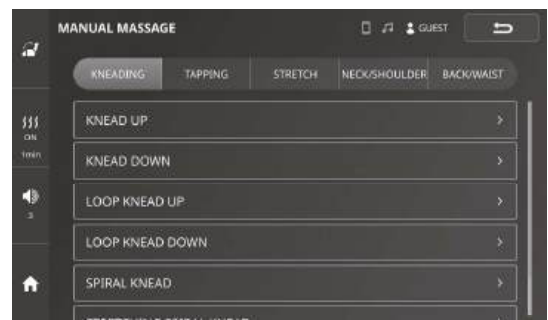 MANUAL MASSAGE
GUEST
KNEADING TAPPING STRETCH NECK/SHOULDER BACK/WAIST
ON
1min
3
KNEAD UP
KNEAD DOWN
LOOP KNEAD UP
LOOP KNEAD DOWN
SPIRAL KNEAD